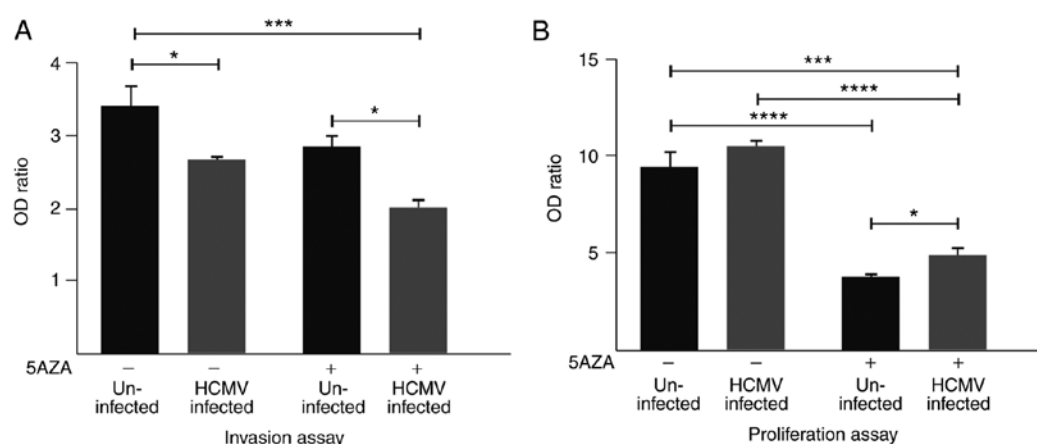 A
***
*
*
4
3
2
1
OD ratio
5AZA
– – + +
Un-
infected
HCMV
infected
Un-
infected
HCMV
infected
Invasion assay
B
***
****
****
*
15
10
5
OD ratio
5AZA
– – + +
Un-
infected
HCMV
infected
Un-
infected
HCMV
infected
Proliferation assay